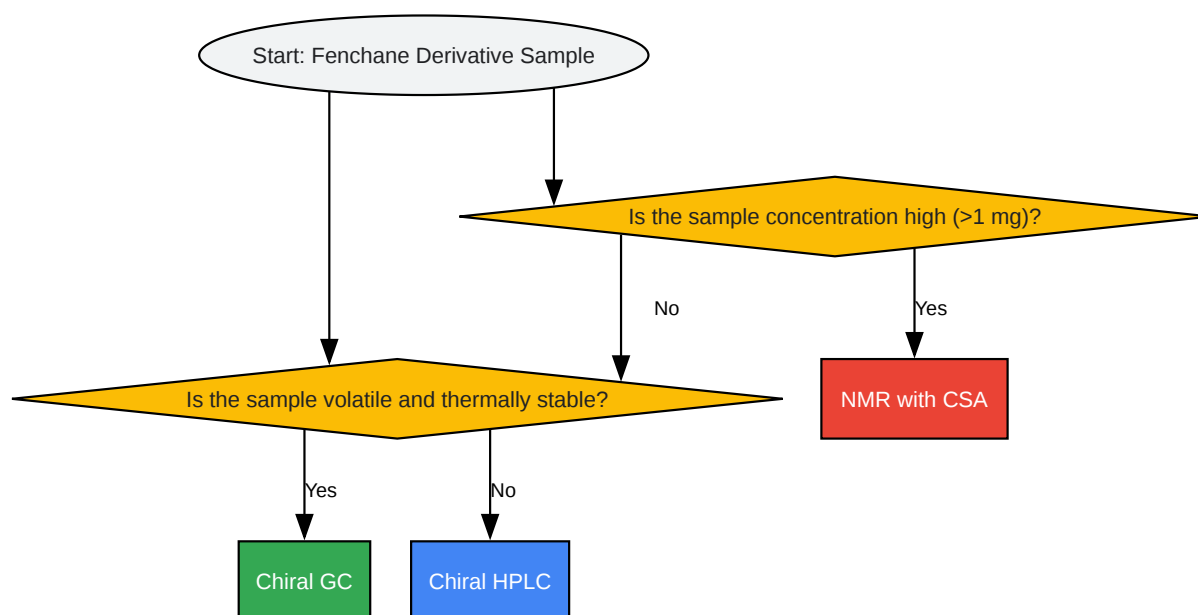 Start: Fenchane Derivative Sample
Is the sample concentration high (>1 mg)?
No
Yes
Is the sample volatile and thermally stable?
NMR with CSA
Yes
No
Chiral GC
Chiral HPLC